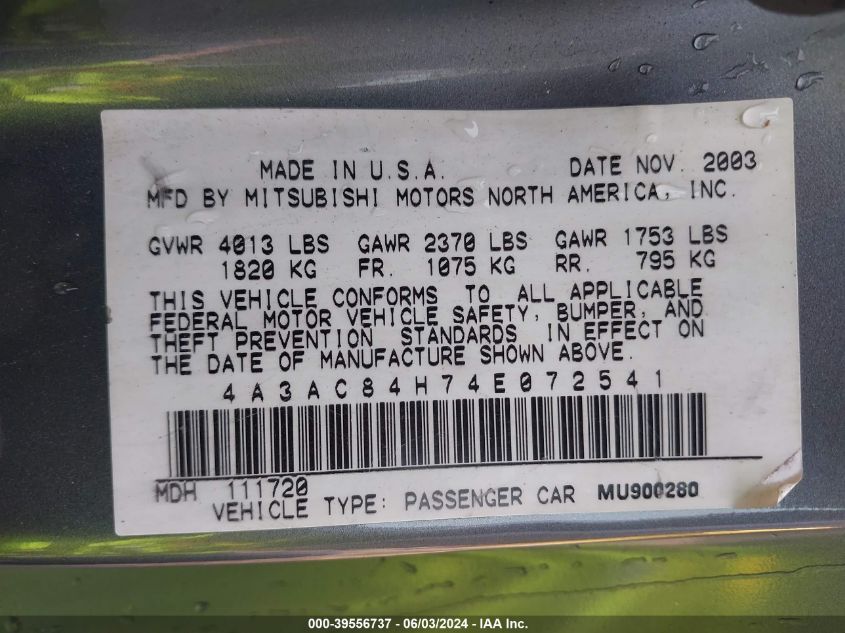 MADE IN U.S.A. DATE NOV. 2003
MFD BY MITSUBISHI MOTORS NORTH AMERICA, INC.
GVWR 4013 LBS GAWR 2370 LBS GAWR 1753 LBS
1820 KG FR. 1075 KG RR. 795 KG
THIS VEHICLE CONFORMS TO ALL APPLICABLE
FEDERAL MOTOR VEHICLE SAFETY, BUMPER, AND
THEFT PREVENTION STANDARDS IN EFFECT ON
THE DATE OF MANUFACTURE SHOWN ABOVE.
4A3AC84H74E072541
MDH 111720
VEHICLE TYPE: PASSENGER CAR MU900280
000-39556737 - 06/03/2024 - IAA Inc.